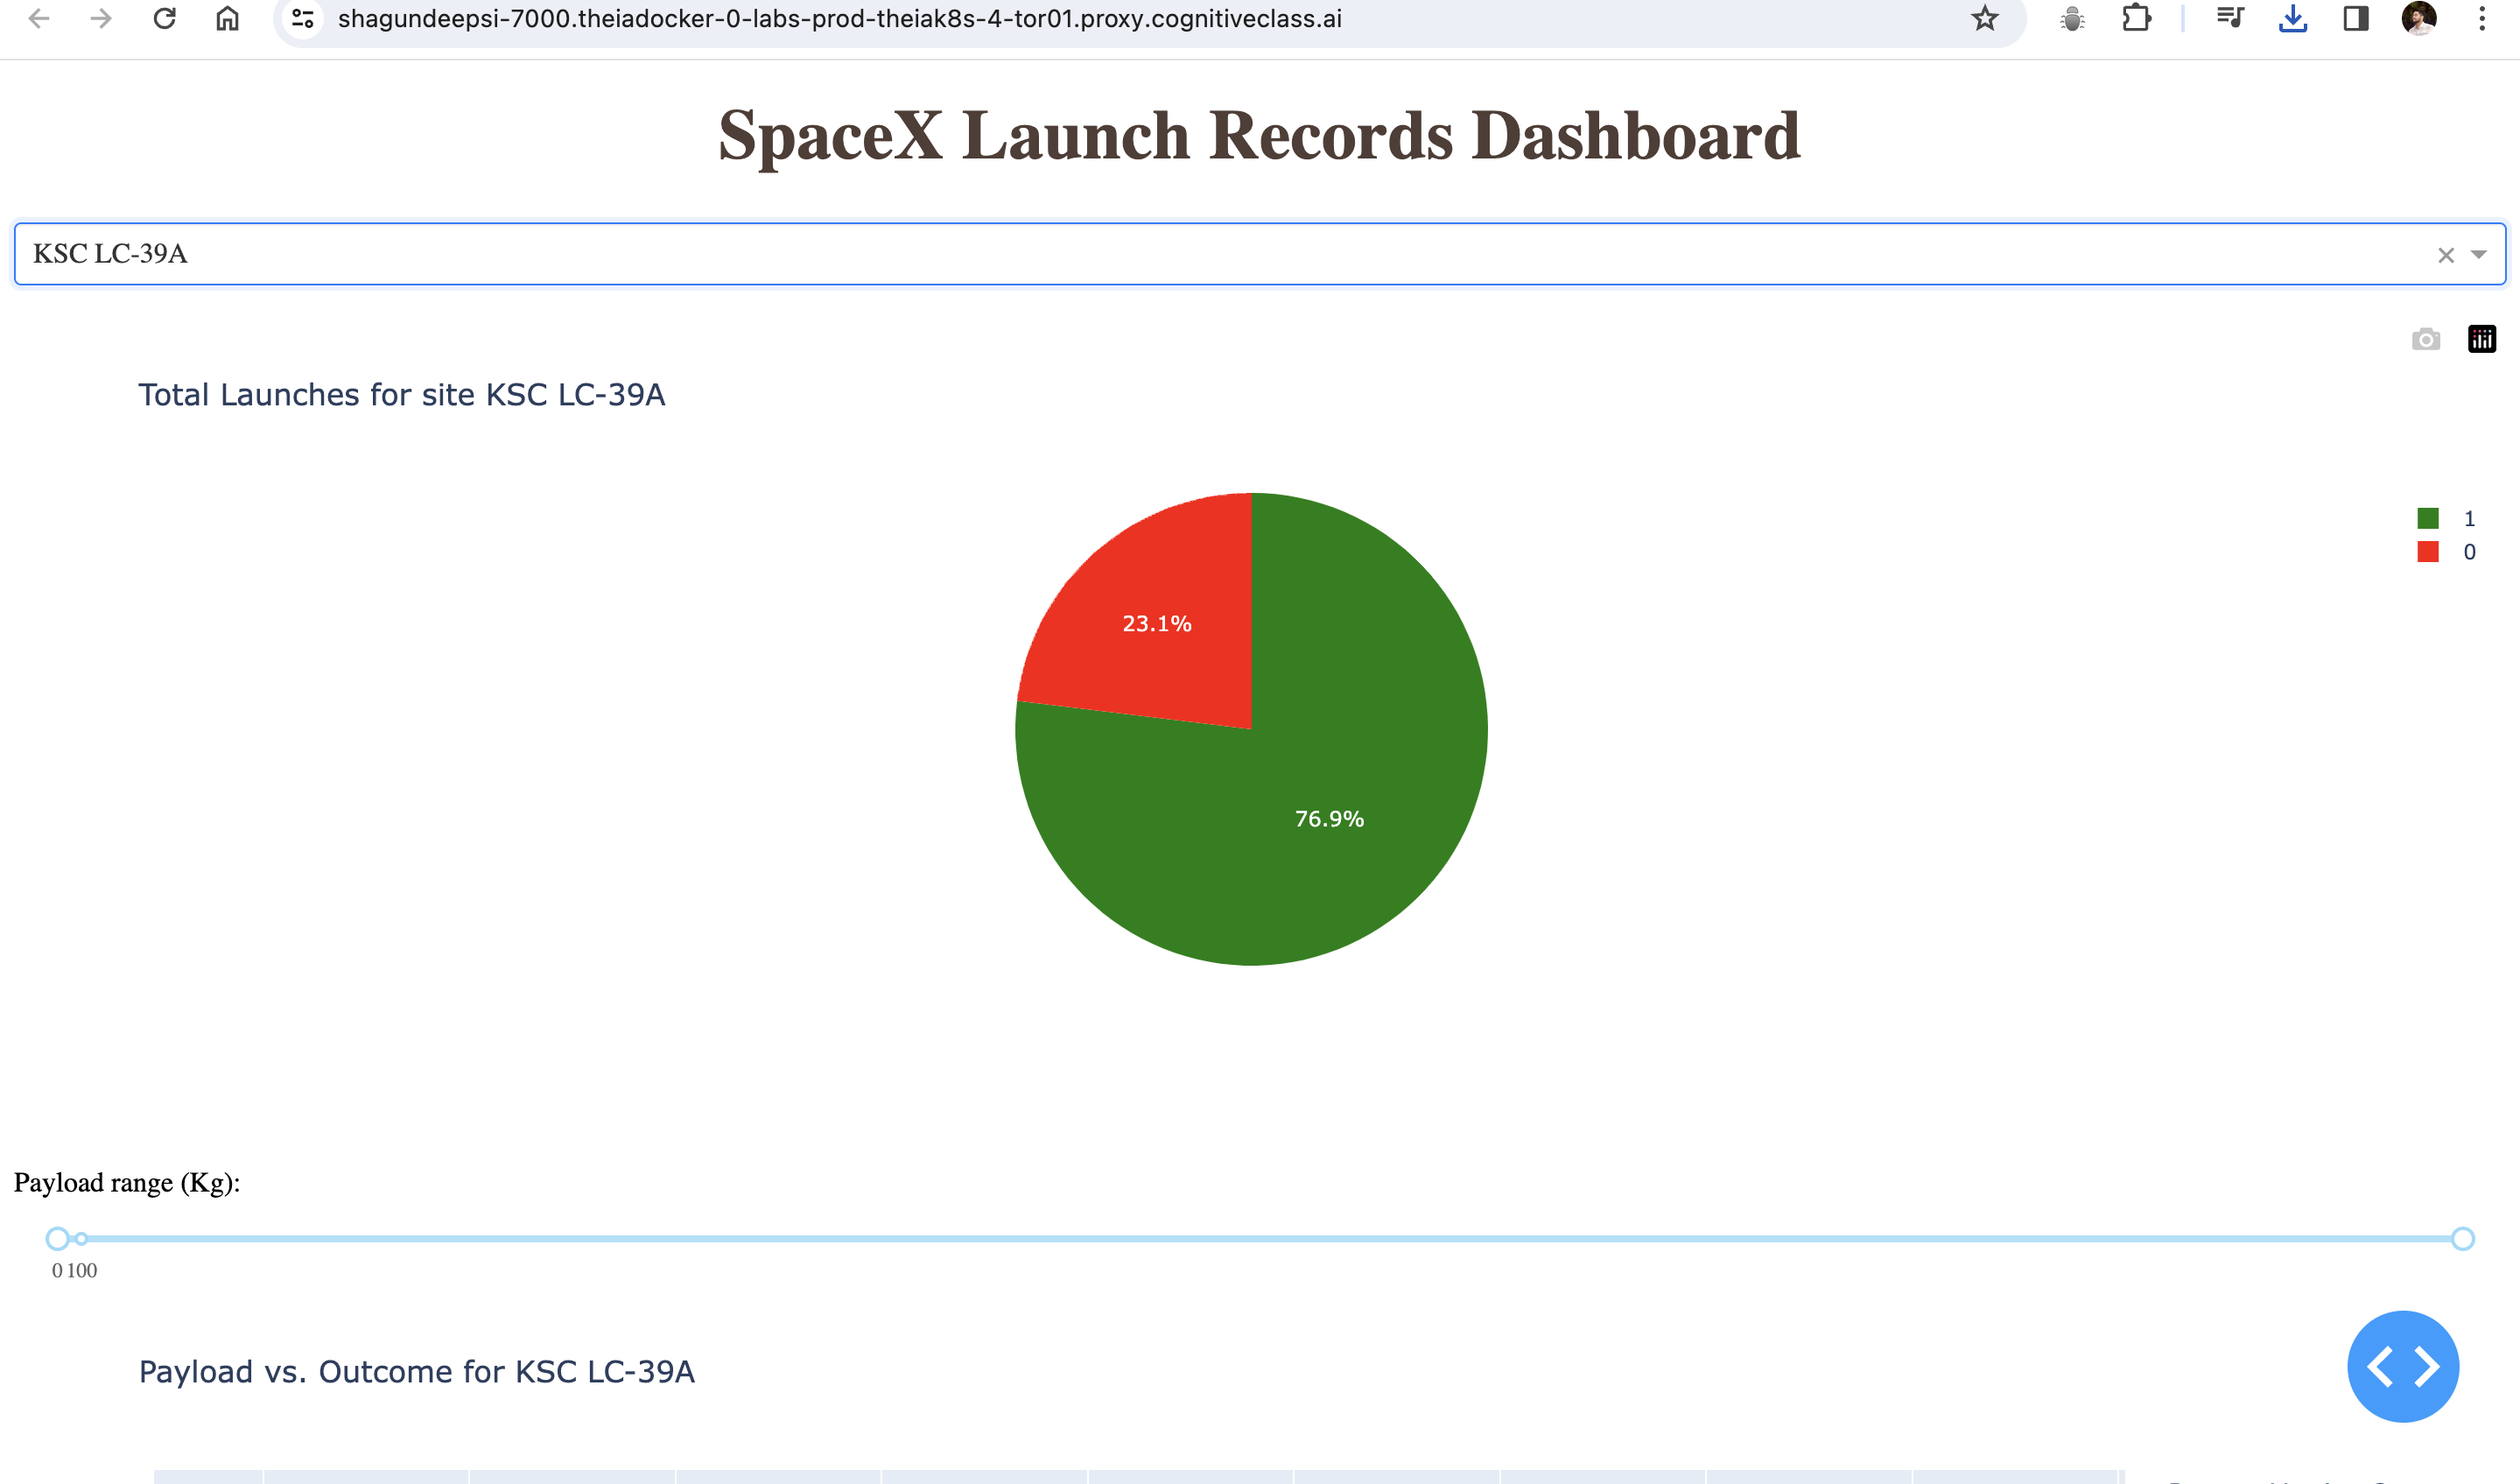 shagundeepsi-7000.theiadocker-0-labs-prod-theiak8s-4-tor01.proxy.cognitiveclass.ai
SpaceX Launch Records Dashboard
KSC LC-39A
Total Launches for site KSC LC-39A
1
0
23.1%
76.9%
Payload range (Kg):
0 100
Payload vs. Outcome for KSC LC-39A